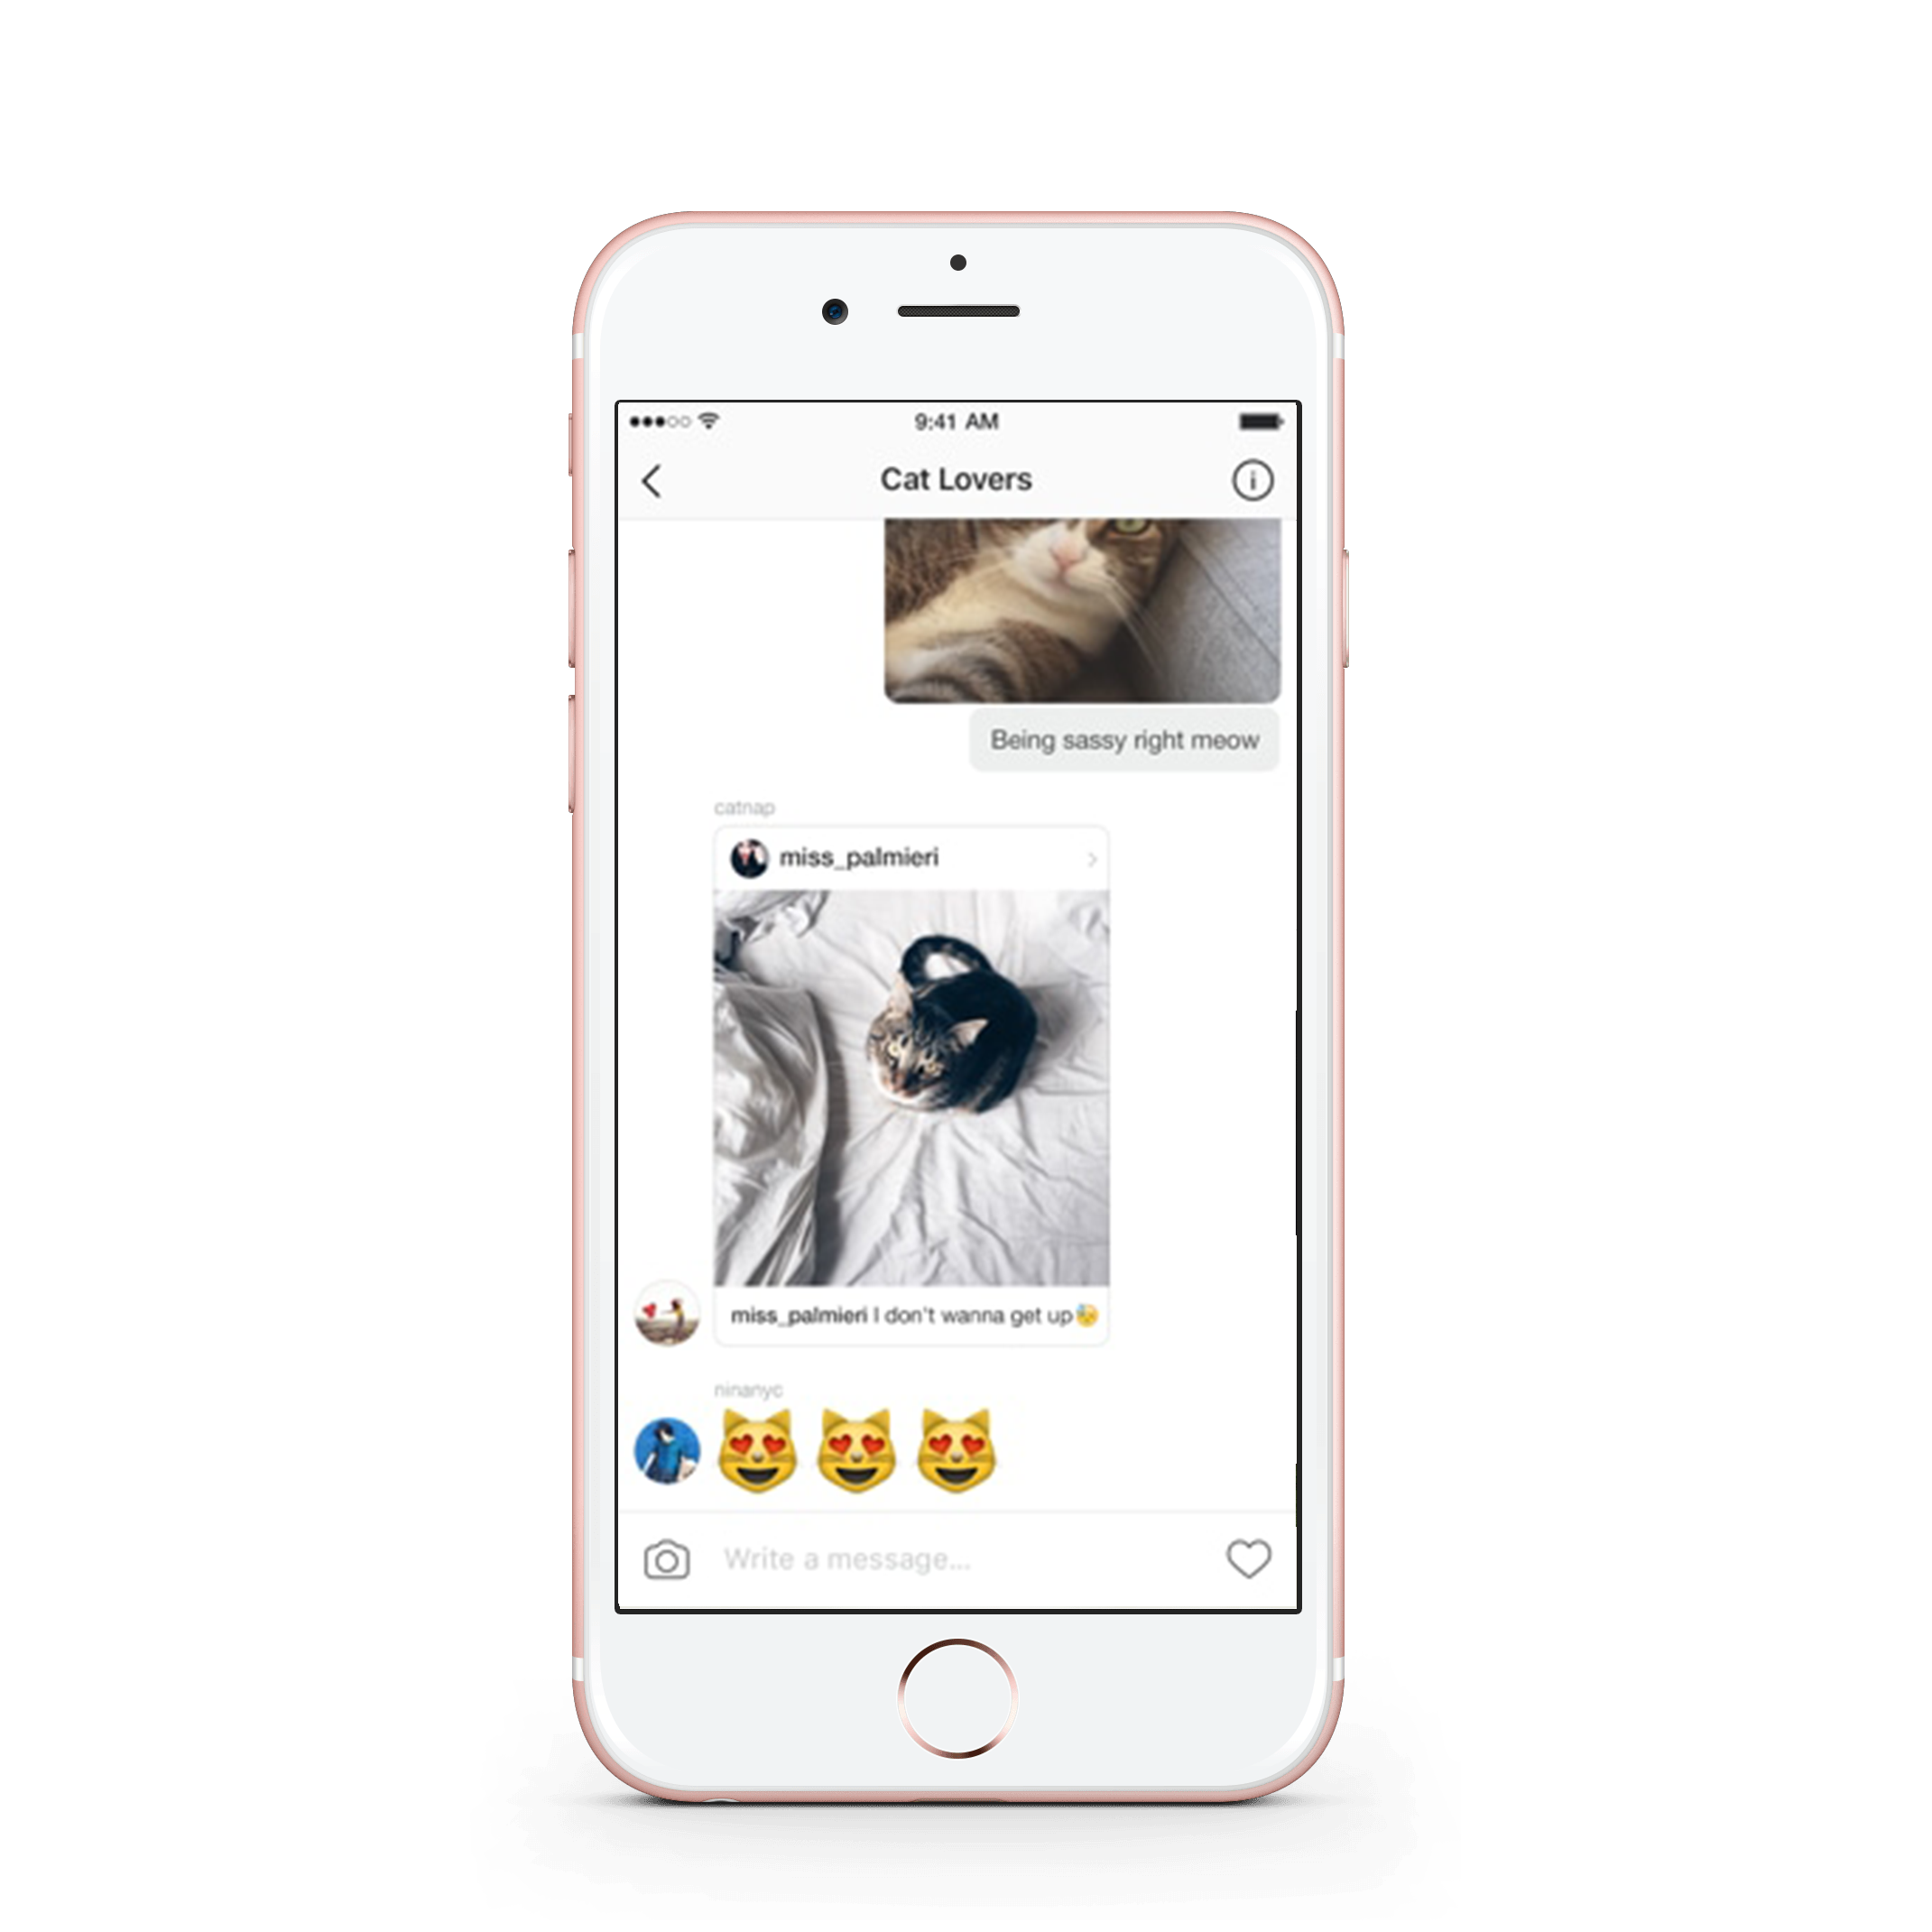 9:41 AM
Cat Lovers
Being sassy right meow
catnap
miss_palmieri
miss_palmieri I don't wanna get up😓
ninanyc
😻 😻 😻
Write a message...